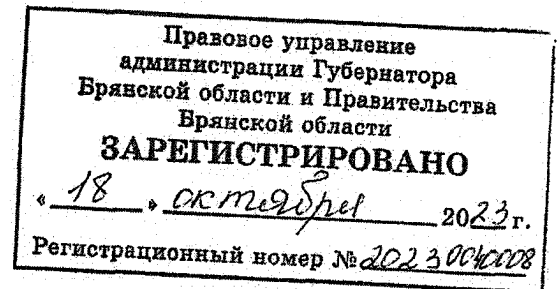 Правовое управление
администрации Губернатора
Брянской области и Правительства
Брянской области
ЗАРЕГИСТРИРОВАНО
« 18 » октября 2023 г.
Регистрационный номер № 20230040008